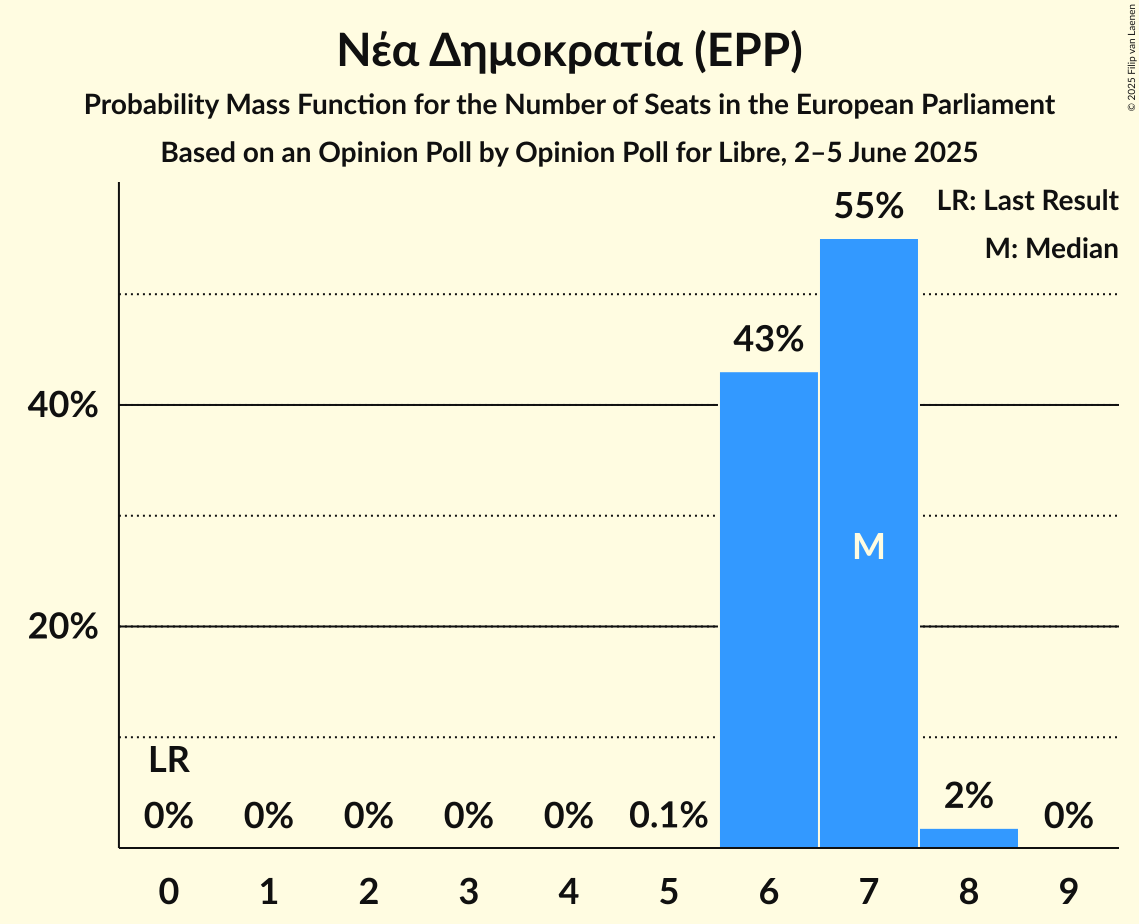 Νέα Δημοκρατία (EPP)
Probability Mass Function for the Number of Seats in the European Parliament
Based on an Opinion Poll by Opinion Poll for Libre, 2–5 June 2025
© 2025 Filip van Laenen
LR: Last Result
M: Median
55%
43%
40%
M
20%
LR
0% 0% 0% 0% 0% 0.1% 2% 0%
0 1 2 3 4 5 6 7 8 9